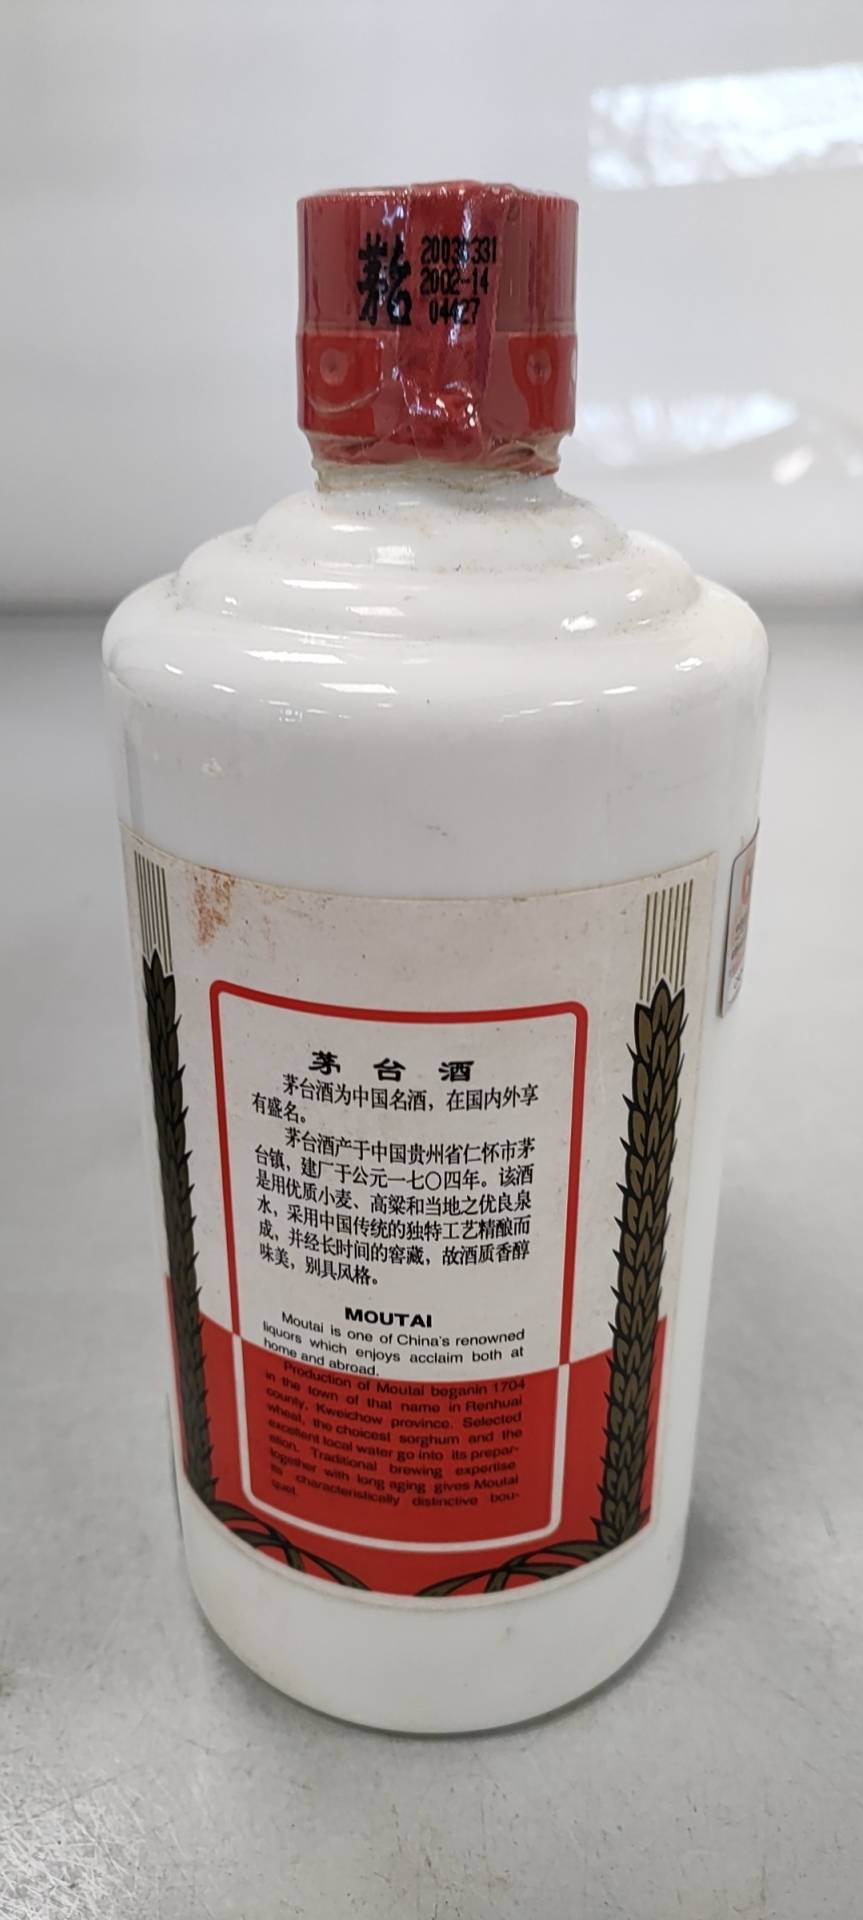 茅台
20030331
2002-14
04427
茅台酒
茅台酒为中国名酒，在国内外享
有盛名。
茅台酒产于中国贵州省仁怀市茅
台镇，建厂于公元一七〇四年。该酒
是用优质小麦、高粱和当地之优良泉
水，采用中国传统的独特工艺精酿而
成，并经长时间的窖藏，故酒质香醇
味美，别具风格。
MOUTAI
Moutai is one of China's renowned
liquors which enjoys acclaim both at
home and abroad.
Production of Moutai beganin 1704
in the town of that name in Renhuai
county, Kweichow province. Selected
wheat, the choicest sorghum and the
excellent local water go into its prepar-
ation. Traditional brewing expertise
together with long aging gives Moutai
its characteristically distinctive bou-
quet.